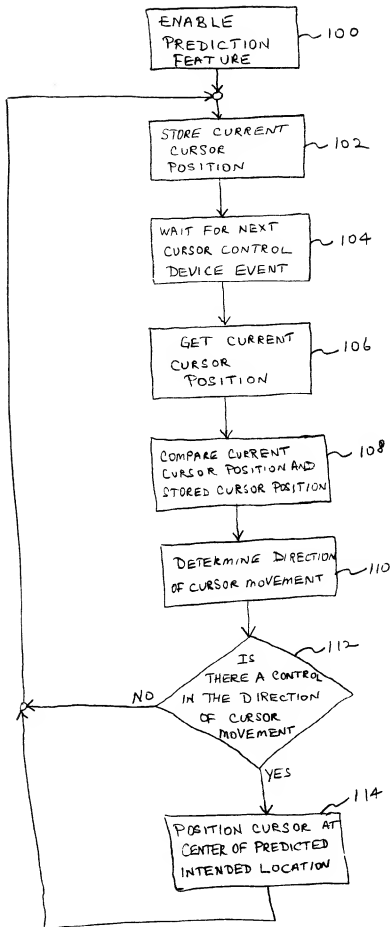 ENABLE
PREDICTION
FEATURE
100
STORE CURRENT
CURSOR
POSITION
102
WAIT FOR NEXT
CURSOR CONTROL
DEVICE EVENT
104
GET CURRENT
CURSOR
POSITION
106
COMPARE CURRENT
CURSOR POSITION AND
STORED CURSOR POSITION
108
DETERMINE DIRECTION
OF CURSOR MOVEMENT
110
112
IS
THERE A CONTROL
IN THE DIRECTION
OF CURSOR
MOVEMENT
NO
YES
114
POSITION CURSOR AT
CENTER OF PREDICTED
INTENDED LOCATION